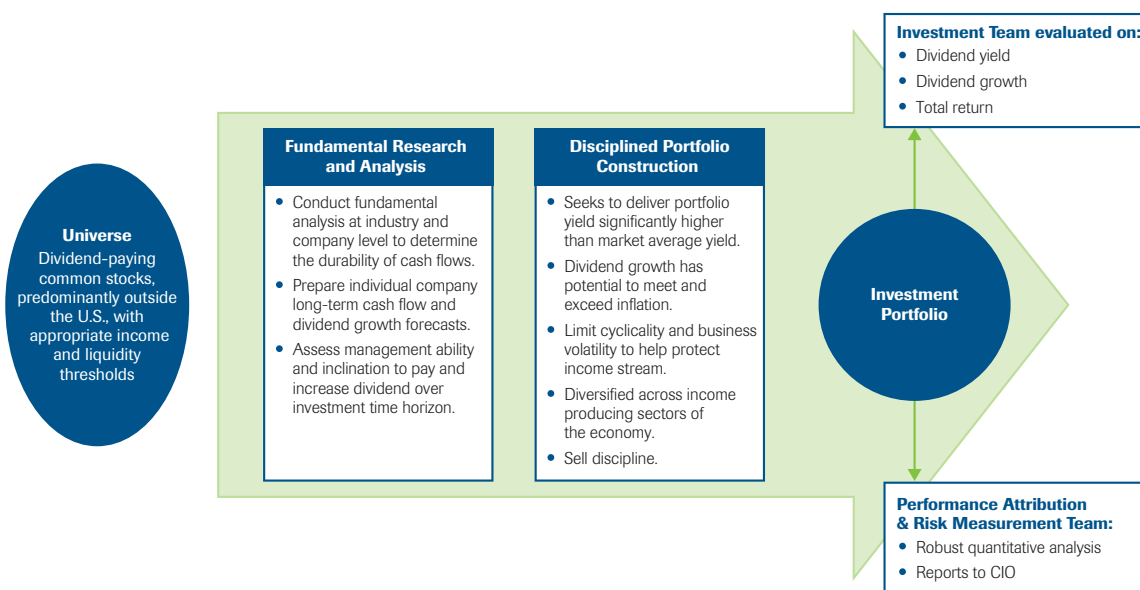 Universe
Dividend-paying
common stocks,
predominantly outside
the U.S., with
appropriate income
and liquidity
thresholds
Fundamental Research
and Analysis
• Conduct fundamental
analysis at industry and
company level to determine
the durability of cash flows.
• Prepare individual company
long-term cash flow and
dividend growth forecasts.
• Assess management ability
and inclination to pay and
increase dividend over
investment time horizon.
Disciplined Portfolio
Construction
• Seeks to deliver portfolio
yield significantly higher
than market average yield.
• Dividend growth has
potential to meet and
exceed inflation.
• Limit cyclicality and business
volatility to help protect
income stream.
• Diversified across income
producing sectors of
the economy.
• Sell discipline.
Investment Team evaluated on:
• Dividend yield
• Dividend growth
• Total return
Investment
Portfolio
Performance Attribution
& Risk Measurement Team:
• Robust quantitative analysis
• Reports to CIO